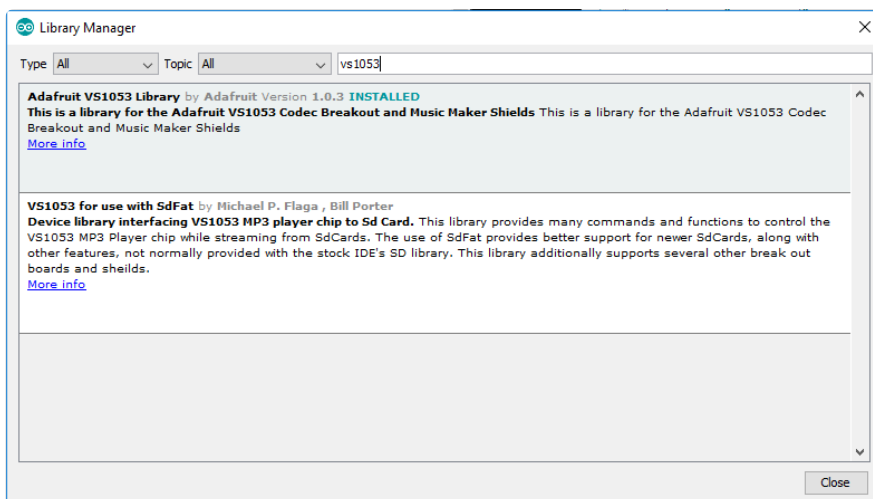 Library Manager
Type All Topic All vs1053
Adafruit VS1053 Library by Adafruit Version 1.0.3 INSTALLED
This is a library for the Adafruit VS1053 Codec Breakout and Music Maker Shields This is a library for the Adafruit VS1053 Codec
Breakout and Music Maker Shields
More info
VS1053 for use with SdFat by Michael P. Flaga , Bill Porter
Device library interfacing VS1053 MP3 player chip to Sd Card. This library provides many commands and functions to control the
VS1053 MP3 Player chip while streaming from SdCards. The use of SdFat provides better support for newer SdCards, along with
other features, not normally provided with the stock IDE's SD library. This library additionally supports several other break out
boards and sheilds.
More info
Close